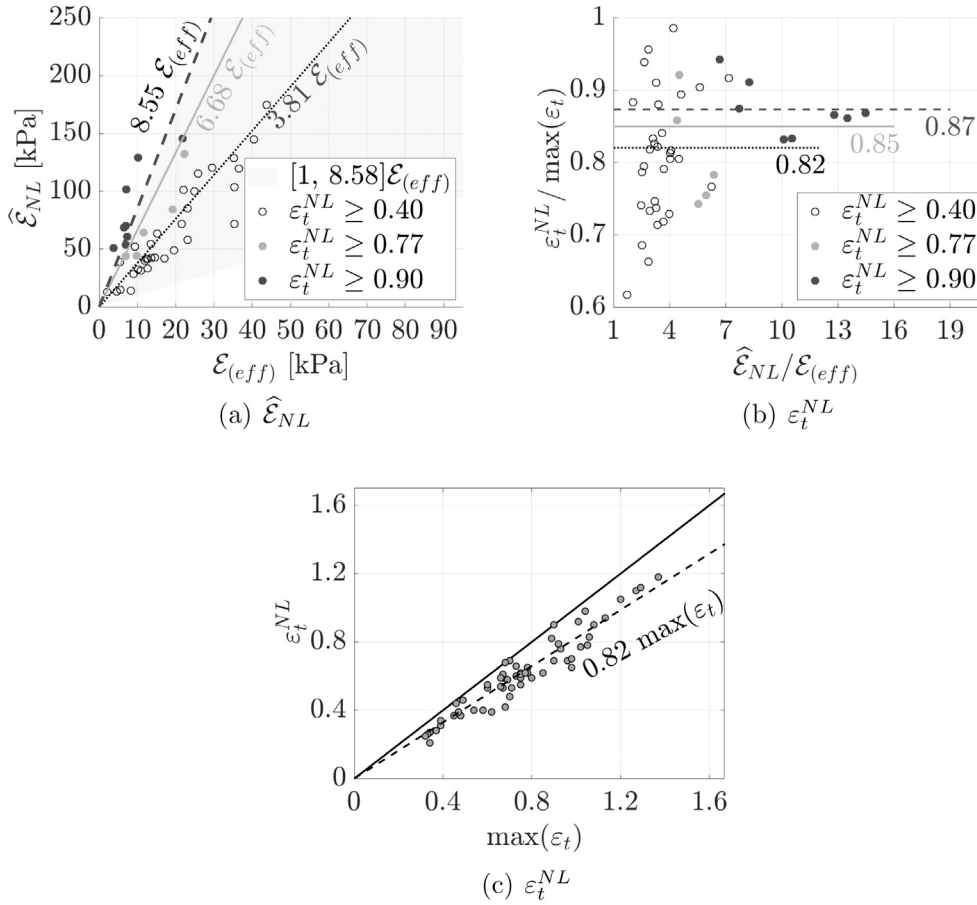 250
200
150
100
50
0
0 10 20 30 40 50 60 70 80 90
ℰ̂_NL [kPa]
ℰ_(eff) [kPa]
8.55 ℰ_(eff)
6.68 ℰ_(eff)
3.81 ℰ_(eff)
[1, 8.58]ℰ_(eff)
ε_t^NL ≥ 0.40
ε_t^NL ≥ 0.77
ε_t^NL ≥ 0.90
(a) ℰ̂_NL
1
0.9
0.8
0.7
0.6
1 4 7 10 13 16 19
ε_t^NL / max(ε_t)
ℰ̂_NL/ℰ_(eff)
0.87
0.85
0.82
ε_t^NL ≥ 0.40
ε_t^NL ≥ 0.77
ε_t^NL ≥ 0.90
(b) ε_t^NL
1.6
1.2
0.8
0.4
0
0 0.4 0.8 1.2 1.6
ε_t^NL
max(ε_t)
0.82 max(ε_t)
(c) ε_t^NL